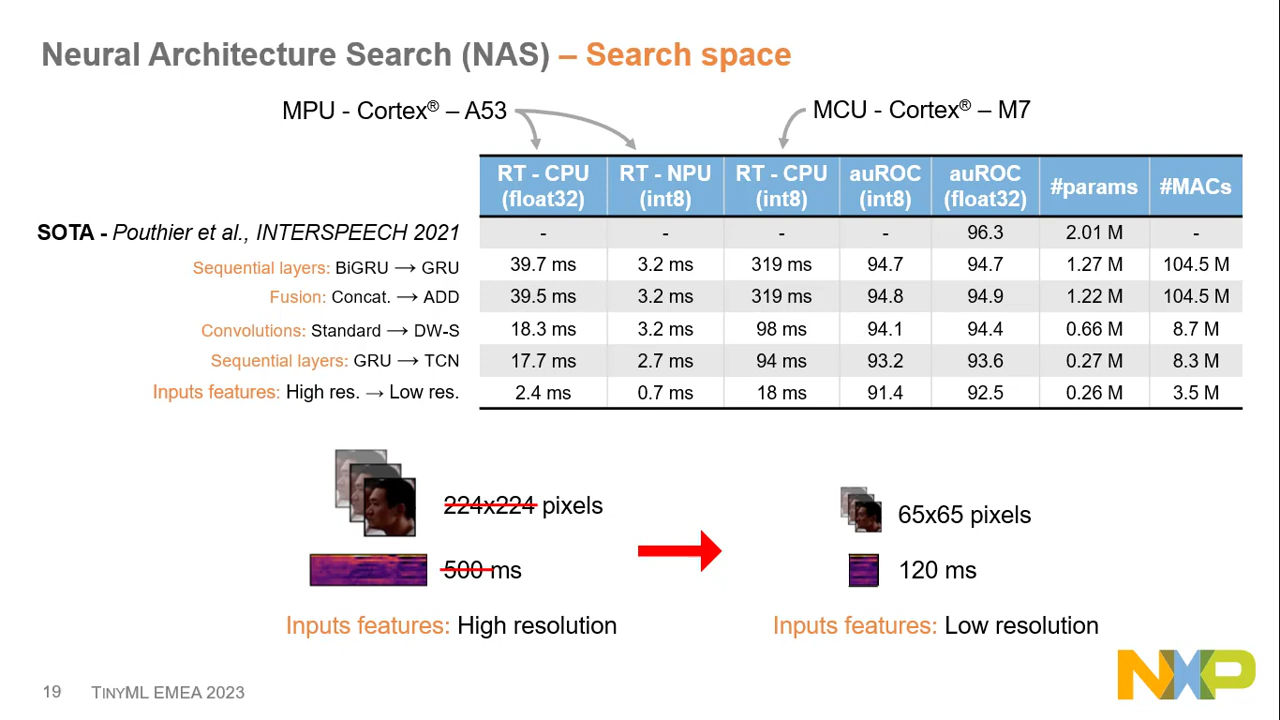 Neural Architecture Search (NAS) – Search space
MPU - Cortex® – A53
MCU - Cortex® – M7
RT - CPU (float32) RT - NPU (int8) RT - CPU (int8) auROC (int8) auROC (float32) #params #MACs
SOTA - Pouthier et al., INTERSPEECH 2021 - - - - 96.3 2.01 M -
Sequential layers: BiGRU → GRU 39.7 ms 3.2 ms 319 ms 94.7 94.7 1.27 M 104.5 M
Fusion: Concat. → ADD 39.5 ms 3.2 ms 319 ms 94.8 94.9 1.22 M 104.5 M
Convolutions: Standard → DW-S 18.3 ms 3.2 ms 98 ms 94.1 94.4 0.66 M 8.7 M
Sequential layers: GRU → TCN 17.7 ms 2.7 ms 94 ms 93.2 93.6 0.27 M 8.3 M
Inputs features: High res. → Low res. 2.4 ms 0.7 ms 18 ms 91.4 92.5 0.26 M 3.5 M
224x224 pixels
500 ms
Inputs features: High resolution
65x65 pixels
120 ms
Inputs features: Low resolution
NXP
19 TINYML EMEA 2023